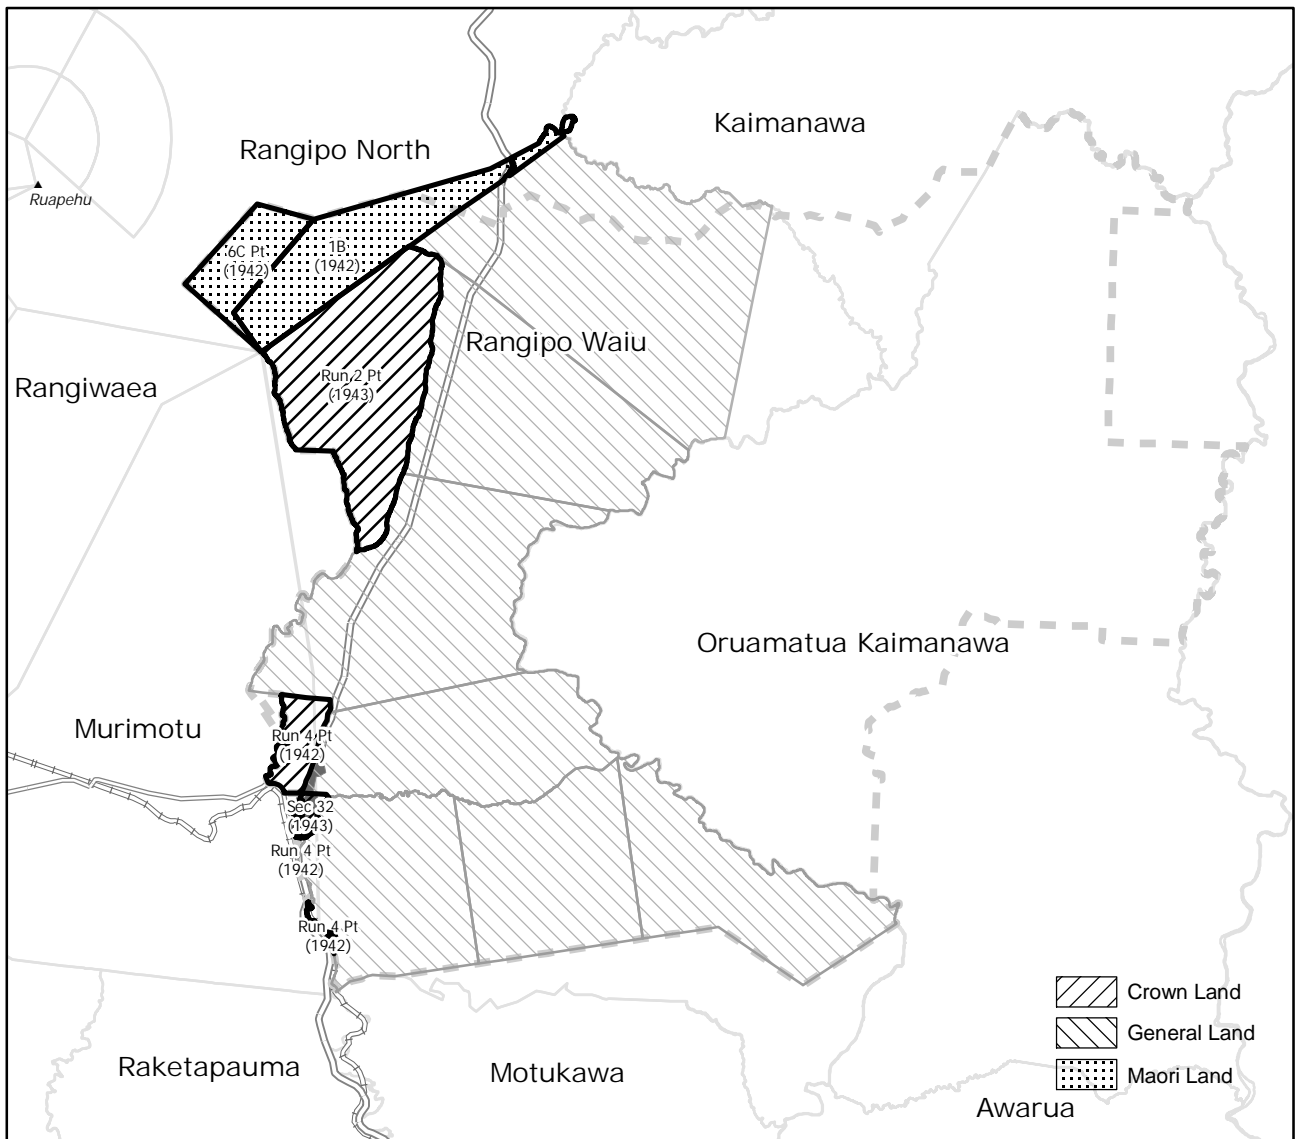 Kaimanawa
Rangipo North
Ruapehu
6C Pt
(1942)
1B
(1942)
Rangipo Waiu
Run 2 Pt
(1943)
Rangiwaea
Oruamatua Kaimanawa
Murimotu
Run 4 Pt
(1942)
Sec 32
(1943)
Run 4 Pt
(1942)
Run 4 Pt
(1942)
Crown Land
General Land
Maori Land
Raketapauma
Motukawa
Awarua